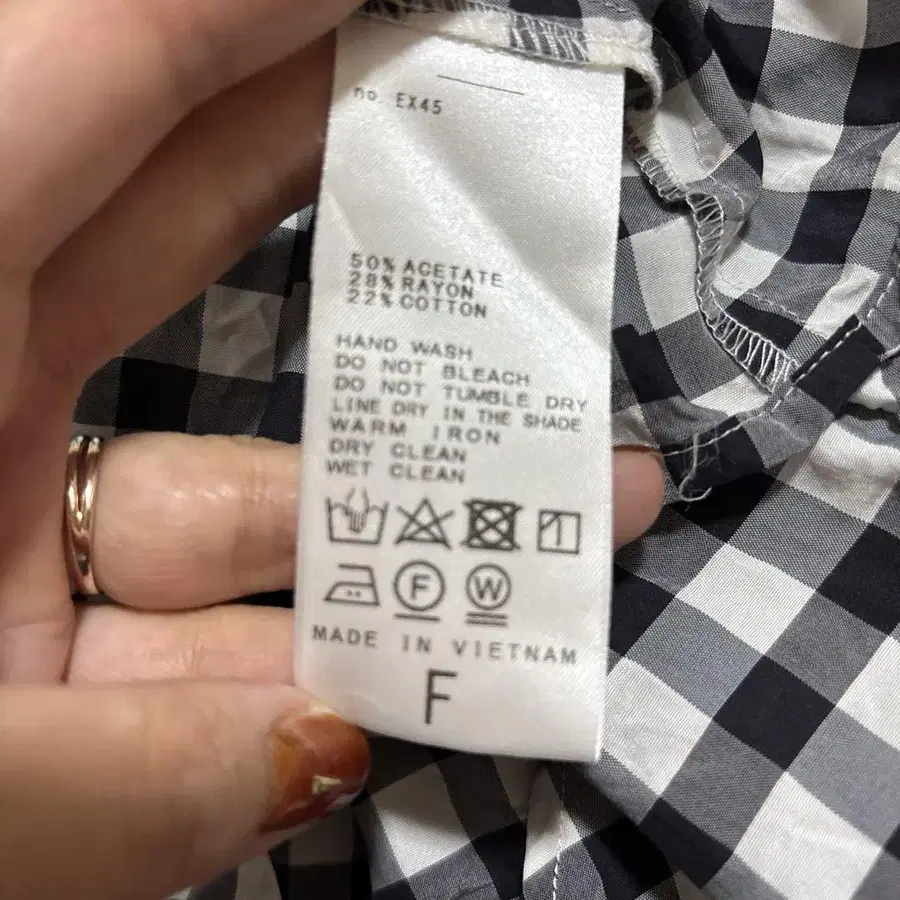 no. EX45
50% ACETATE
28% RAYON
22% COTTON
HAND WASH
DO NOT BLEACH
DO NOT TUMBLE DRY
LINE DRY IN THE SHADE
WARM IRON
DRY CLEAN
WET CLEAN
F W
MADE IN VIETNAM
F